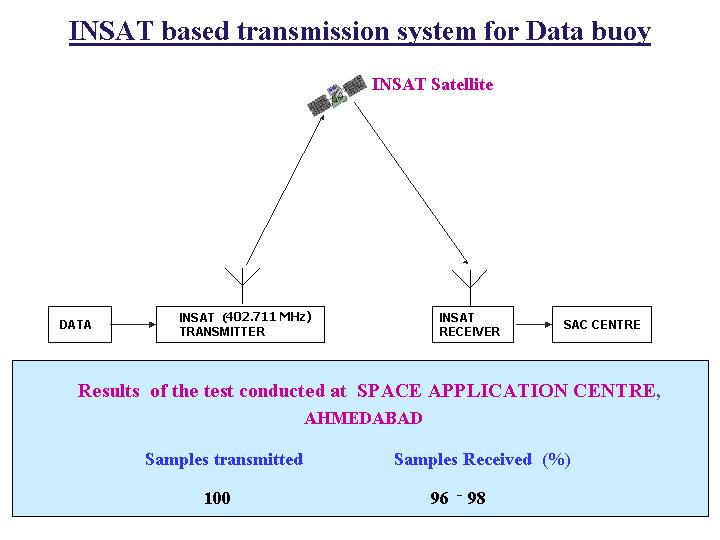 INSAT based transmission system for Data buoy
INSAT Satellite
DATA
INSAT (402.711 MHz)
TRANSMITTER
INSAT
RECEIVER
SAC CENTRE
Results of the test conducted at SPACE APPLICATION CENTRE,
AHMEDABAD
Samples transmitted
Samples Received (%)
100
96 - 98